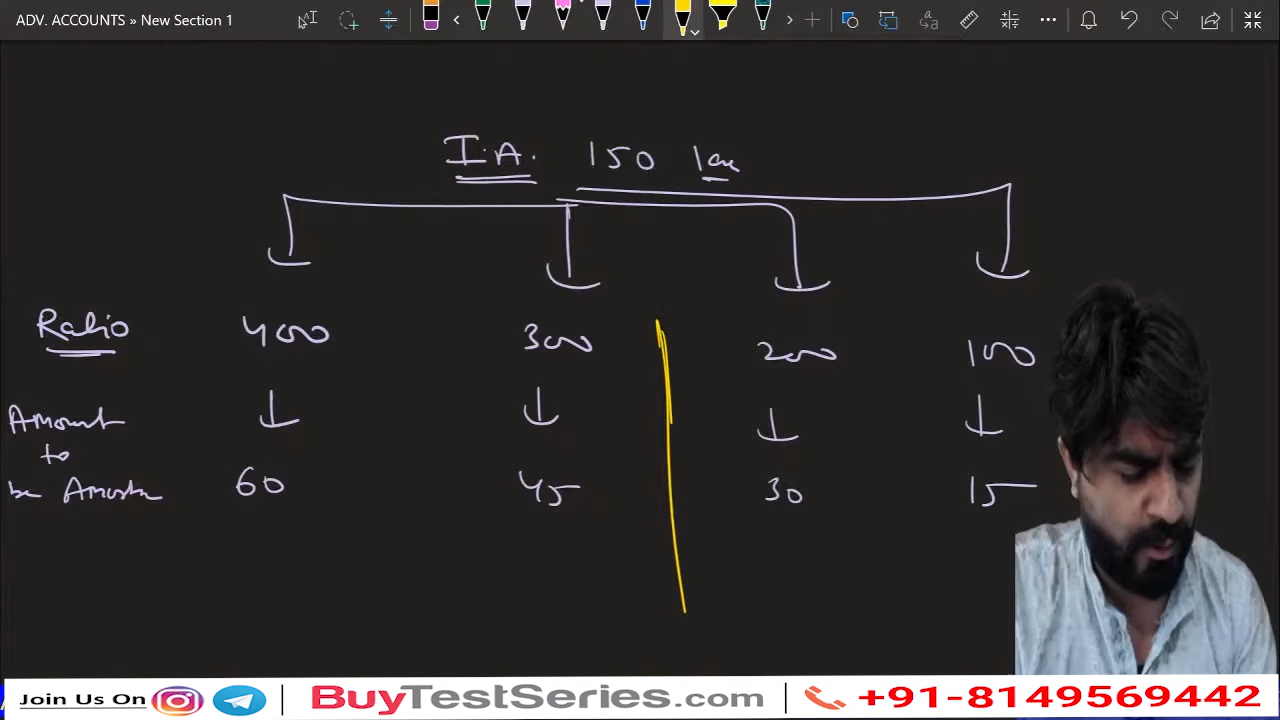 ADV. ACCOUNTS » New Section 1
I.A. 150 lac
Ratio 400 300 200 100
Amount
to
be 60 45 30 15
Join Us On BuyTestSeries.com +91-8149569442